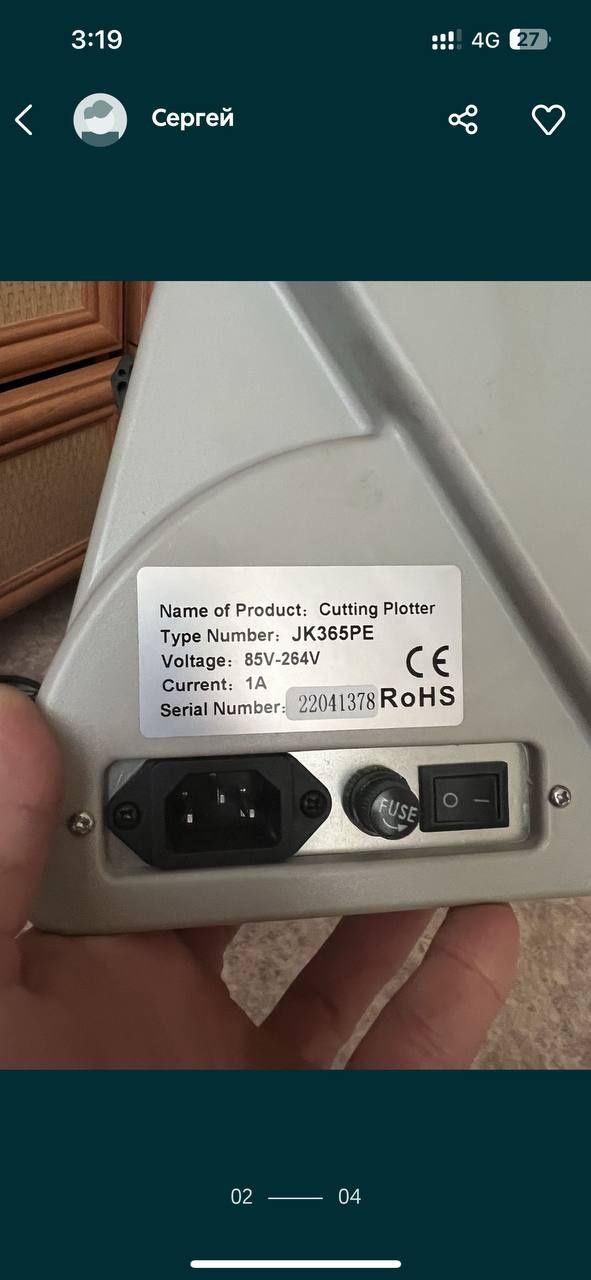 3:19
4G 27
Сергей
Name of Product: Cutting Plotter
Type Number: JK365PE
Voltage: 85V-264V
CE
Current: 1A
Serial Number: 22041378 RoHS
FUSE
O I
02 04